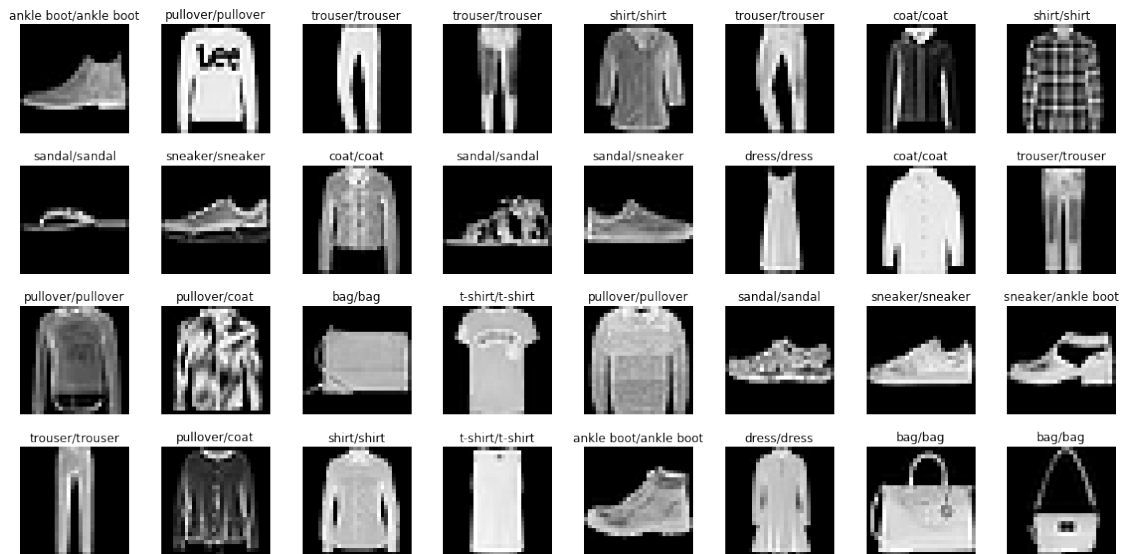 ankle boot/ankle boot pullover/pullover trouser/trouser trouser/trouser shirt/shirt trouser/trouser coat/coat shirt/shirt
Lee
sandal/sandal sneaker/sneaker coat/coat sandal/sandal sandal/sneaker dress/dress coat/coat trouser/trouser
pullover/pullover pullover/coat bag/bag t-shirt/t-shirt pullover/pullover sandal/sandal sneaker/sneaker sneaker/ankle boot
trouser/trouser pullover/coat shirt/shirt t-shirt/t-shirt ankle boot/ankle boot dress/dress bag/bag bag/bag